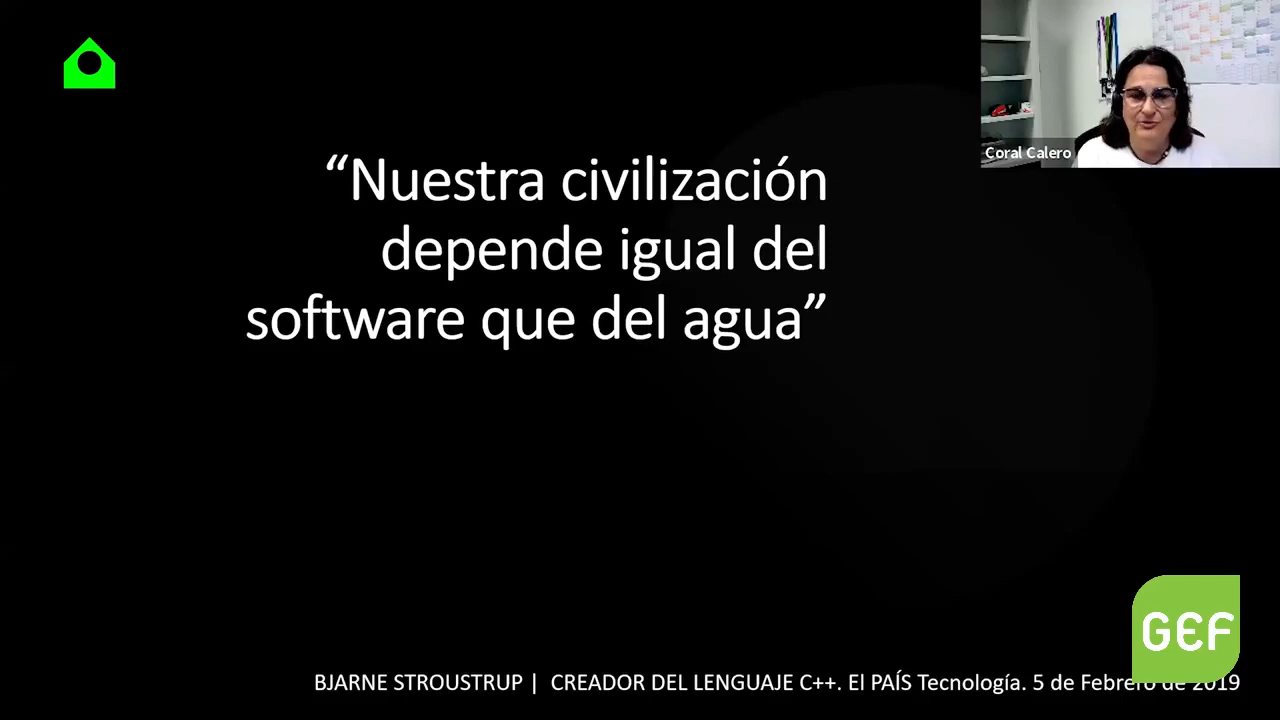 Coral Calero
“Nuestra civilización
depende igual del
software que del agua”
GEF
BJARNE STROUSTRUP | CREADOR DEL LENGUAJE C++. El PAÍS Tecnología. 5 de Febrero de 2019